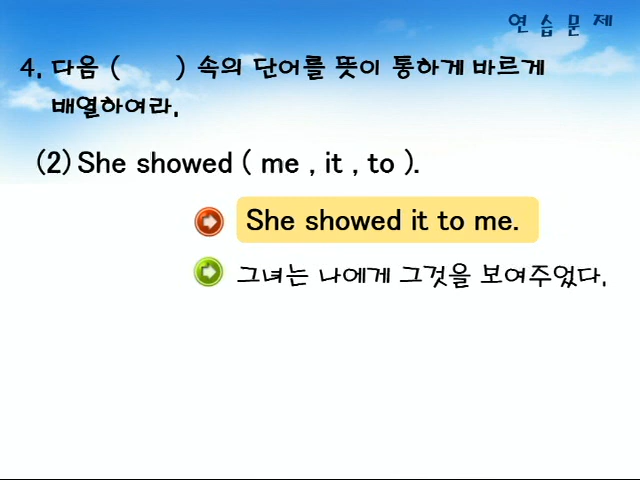 연습문제
4. 다음 (      ) 속의 단어를 뜻이 통하게 바르게
배열하여라.
(2) She showed ( me , it , to ).
She showed it to me.
그녀는 나에게 그것을 보여주었다.